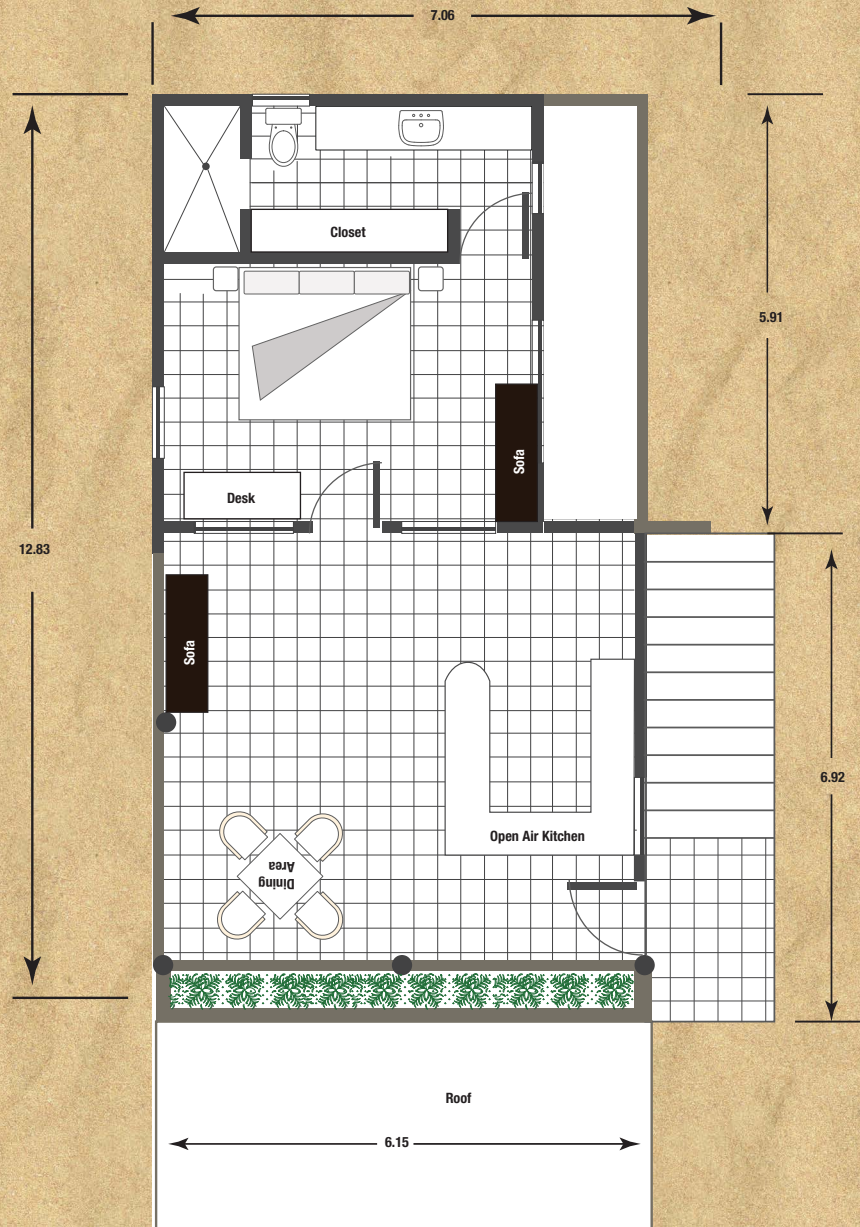 7.06
Closet
5.91
Sofa
Desk
12.83
Sofa
6.92
Open Air Kitchen
Dining
Area
Roof
6.15